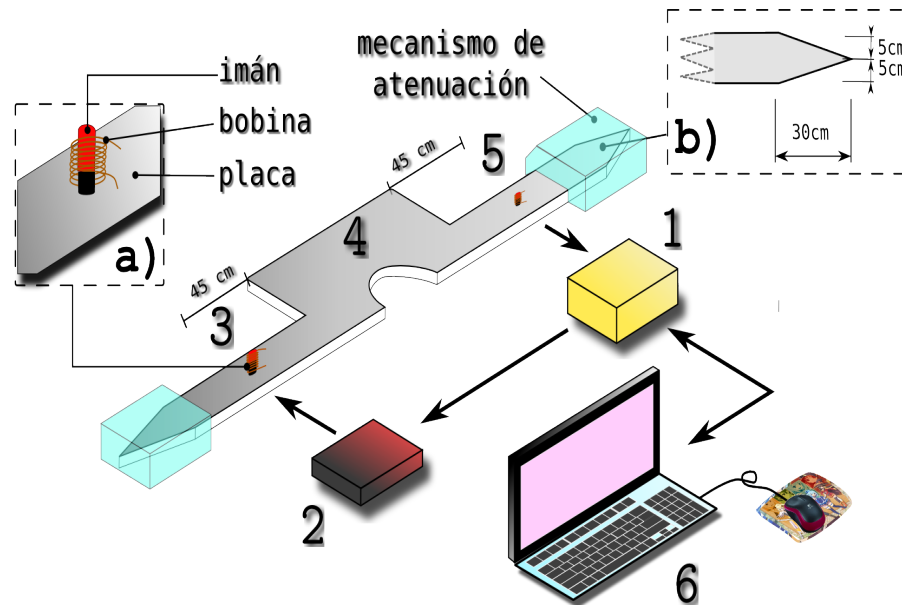 imán
bobina
placa
a)
mecanismo de
atenuación
b)
5cm
5cm
30cm
45 cm
5
4
45 cm
3
1
2
6